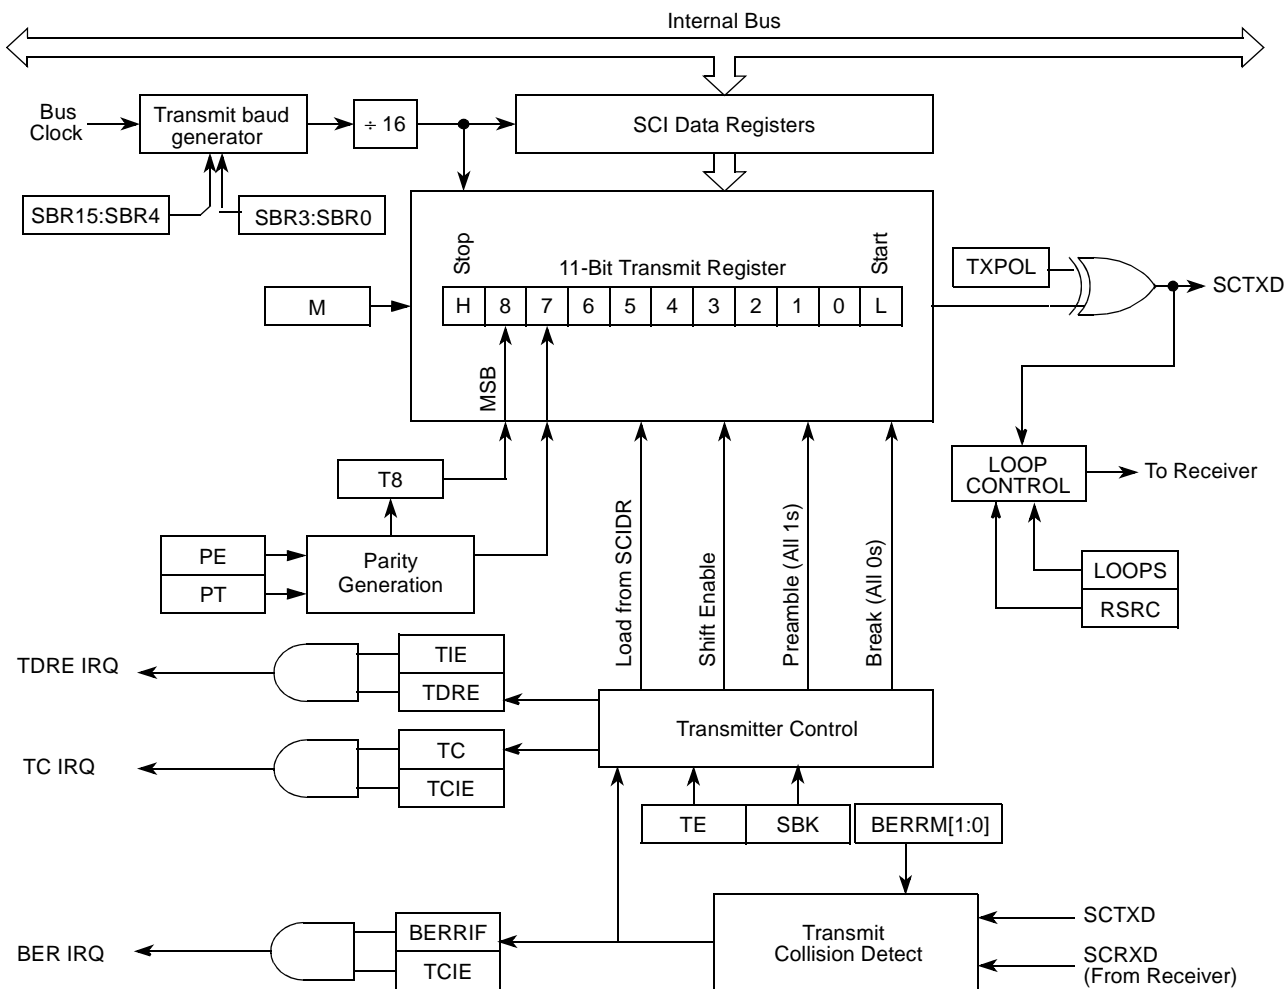 Internal Bus
Bus
Clock
Transmit baud
generator
÷ 16
SCI Data Registers
SBR15:SBR4
SBR3:SBR0
Stop
11-Bit Transmit Register
Start
TXPOL
SCTXD
M
H 8 7 6 5 4 3 2 1 0 L
MSB
T8
LOOP
CONTROL
To Receiver
PE
PT
Parity
Generation
Load from SCIDR
Shift Enable
Preamble (All 1s)
Break (All 0s)
LOOPS
RSRC
TDRE IRQ
TIE
TDRE
Transmitter Control
TC IRQ
TC
TCIE
TE
SBK
BERRM[1:0]
BER IRQ
BERRIF
TCIE
Transmit
Collision Detect
SCTXD
SCRXD
(From Receiver)